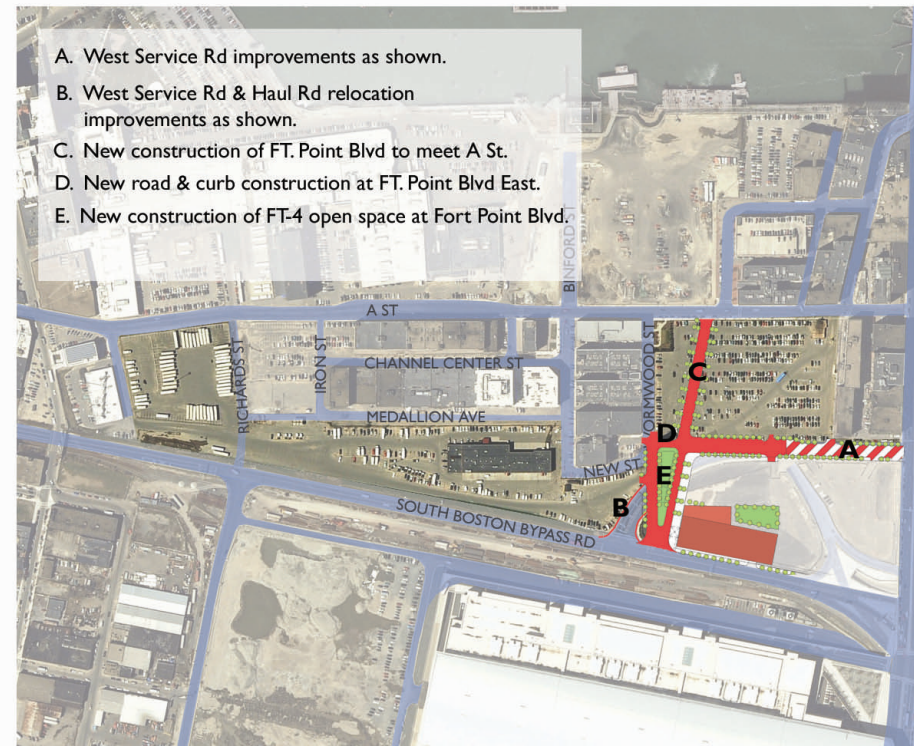 A. West Service Rd improvements as shown.
B. West Service Rd & Haul Rd relocation
improvements as shown.
C. New construction of FT. Point Blvd to meet A St.
D. New road & curb construction at FT. Point Blvd East.
E. New construction of FT-4 open space at Fort Point Blvd.
BINFORD ST
A ST
RICHARDS ST
IRON ST
CHANNEL CENTER ST
ORMWOOD ST
MEDALLION AVE
C
D
A
NEW ST
E
B
SOUTH BOSTON BYPASS RD